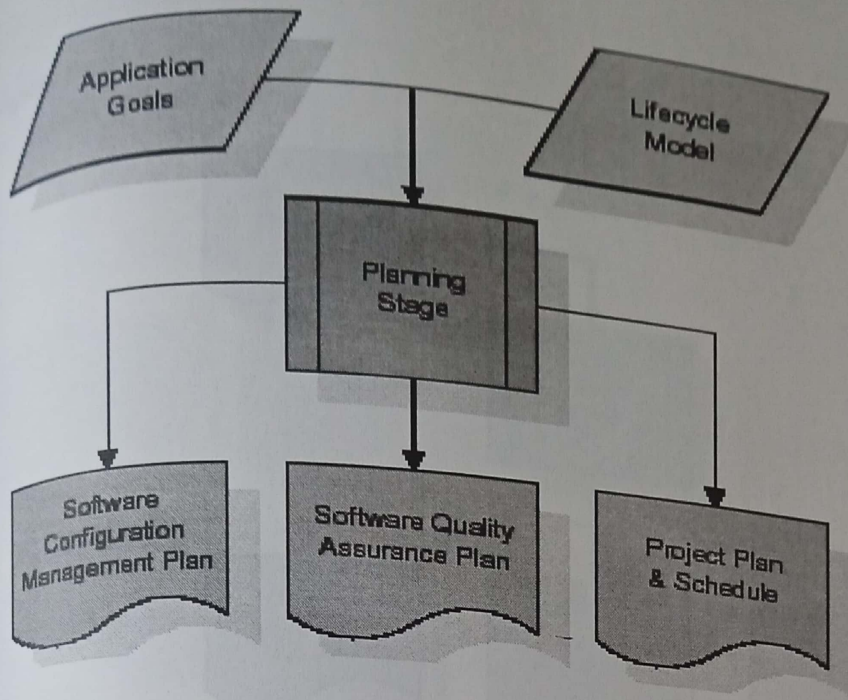 Application
Goals
Lifecycle
Model
Planning
Stage
Software
Configuration
Management Plan
Software Quality
Assurance Plan
Project Plan
& Schedule